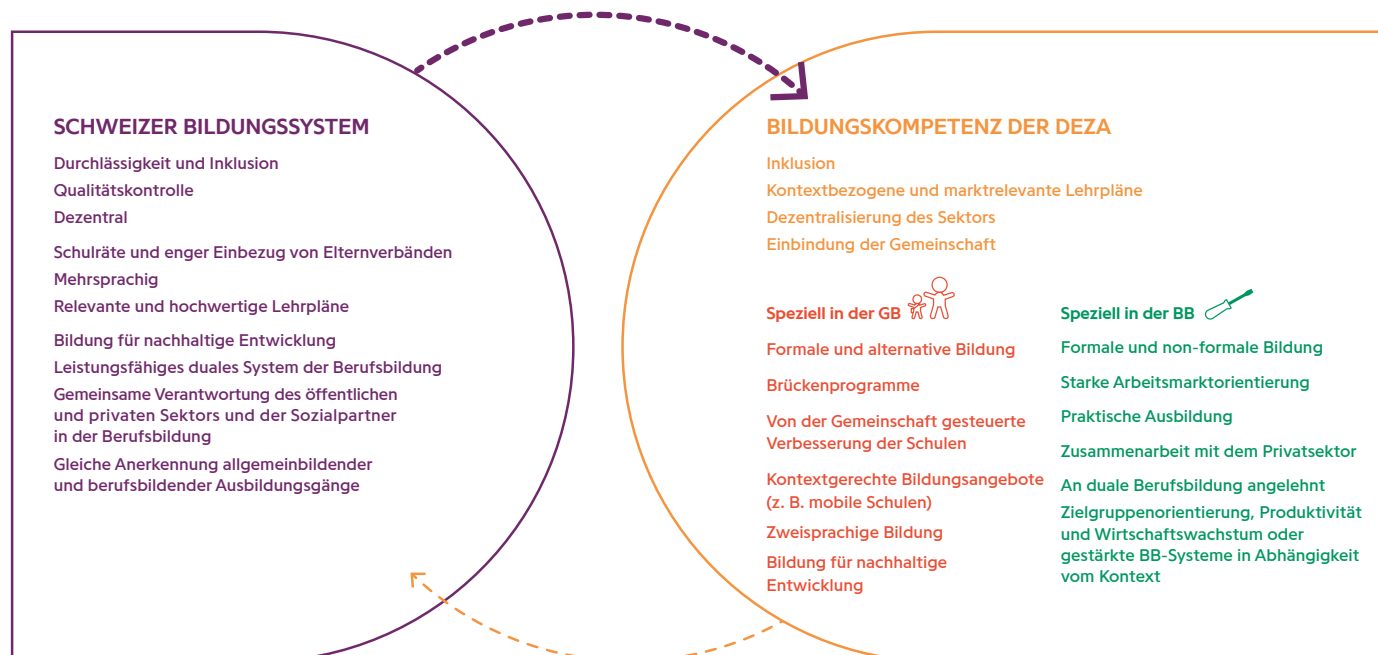 SCHWEIZER BILDUNGSSYSTEM
Durchlässigkeit und Inklusion
Qualitätskontrolle
Dezentral
Schulräte und enger Einbezug von Elternverbänden
Mehrsprachig
Relevante und hochwertige Lehrpläne
Bildung für nachhaltige Entwicklung
Leistungsfähiges duales System der Berufsbildung
Gemeinsame Verantwortung des öffentlichen
und privaten Sektors und der Sozialpartner
in der Berufsbildung
Gleiche Anerkennung allgemeinbildender
und berufsbildender Ausbildungsgänge
BILDUNGSKOMPETENZ DER DEZA
Inklusion
Kontextbezogene und marktrelevante Lehrpläne
Dezentralisierung des Sektors
Einbindung der Gemeinschaft
Speziell in der GB
Formale und alternative Bildung
Brückenprogramme
Von der Gemeinschaft gesteuerte
Verbesserung der Schulen
Kontextgerechte Bildungsangebote
(z. B. mobile Schulen)
Zweisprachige Bildung
Bildung für nachhaltige
Entwicklung
Speziell in der BB
Formale und non-formale Bildung
Starke Arbeitsmarktorientierung
Praktische Ausbildung
Zusammenarbeit mit dem Privatsektor
An duale Berufsbildung angelehnt
Zielgruppenorientierung, Produktivität
und Wirtschaftswachstum oder
gestärkte BB-Systeme in Abhängigkeit
vom Kontext